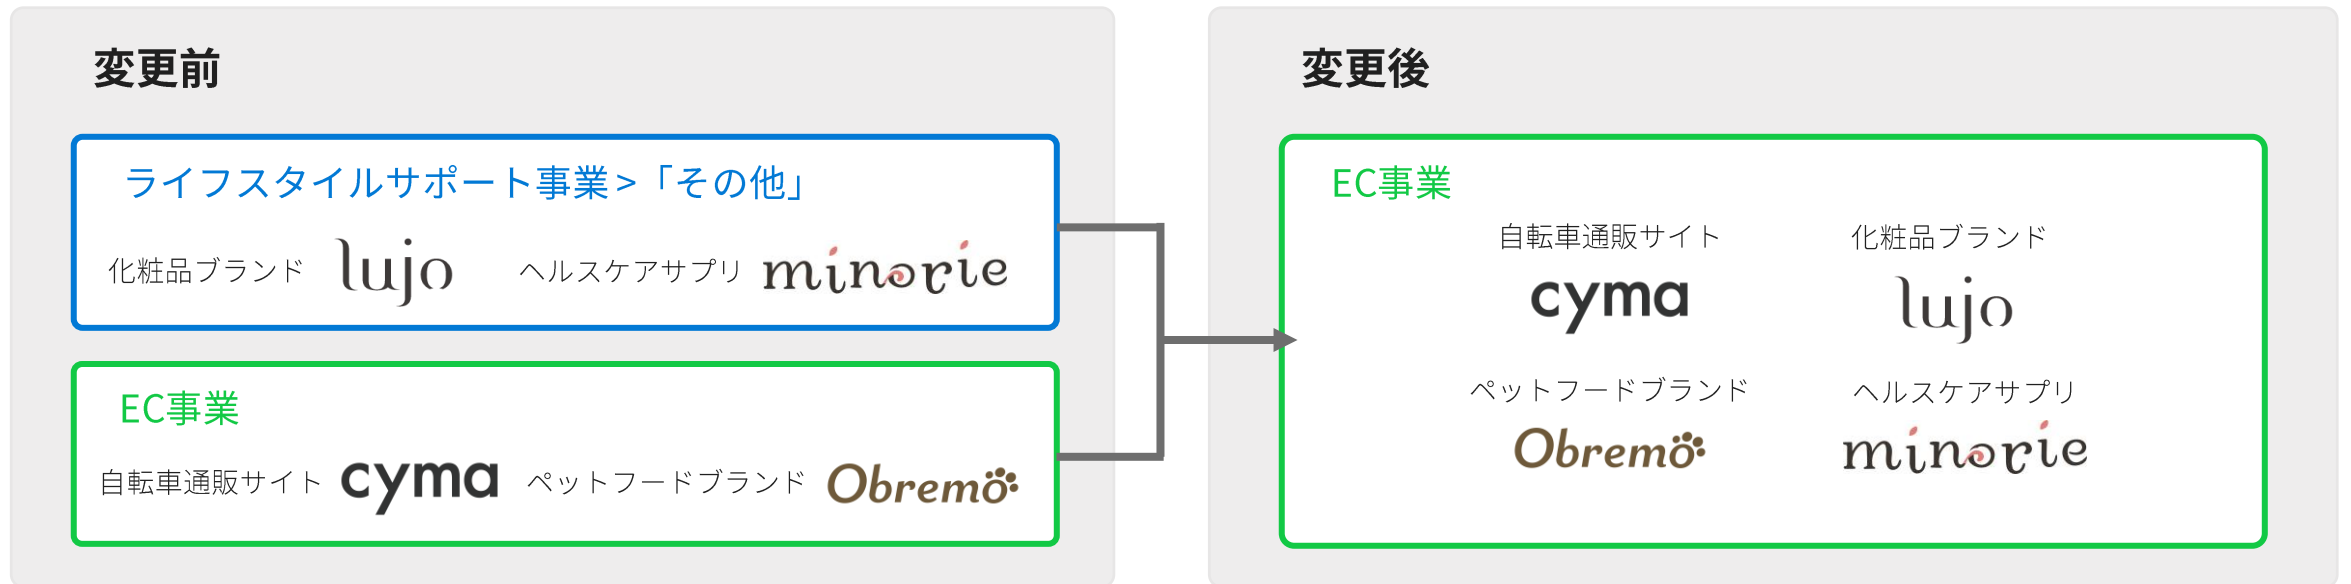 変更前
ライフスタイルサポート事業 >「その他」
化粧品ブランド lujo ヘルスケアサプリ minorie
EC事業
自転車通販サイト cyma ペットフードブランド Obremo
変更後
EC事業
自転車通販サイト 化粧品ブランド
cyma lujo
ペットフードブランド ヘルスケアサプリ
Obremo minorie